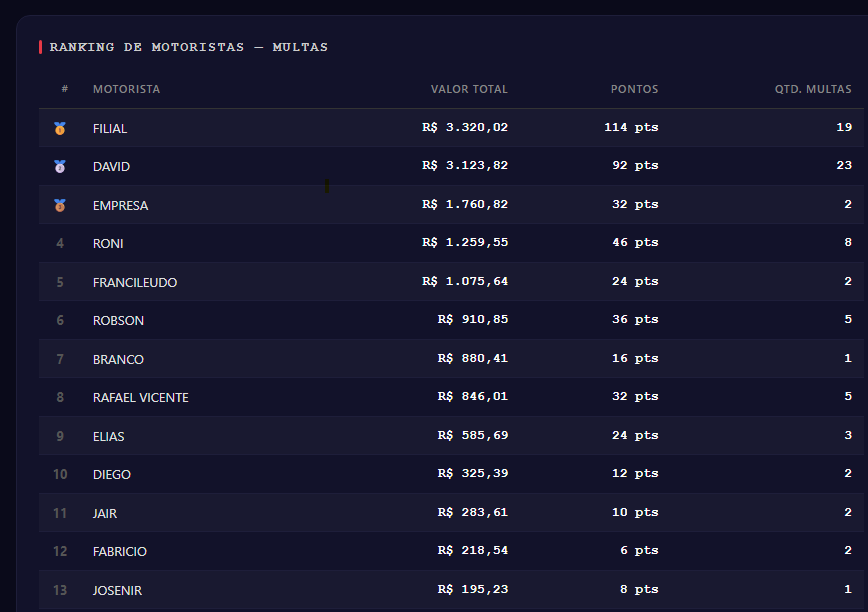 RANKING DE MOTORISTAS — MULTAS
# MOTORISTA VALOR TOTAL PONTOS QTD. MULTAS
1 FILIAL R$ 3.320,02 114 pts 19
2 DAVID R$ 3.123,82 92 pts 23
3 EMPRESA R$ 1.760,82 32 pts 2
4 RONI R$ 1.259,55 46 pts 8
5 FRANCILEUDO R$ 1.075,64 24 pts 2
6 ROBSON R$ 910,85 36 pts 5
7 BRANCO R$ 880,41 16 pts 1
8 RAFAEL VICENTE R$ 846,01 32 pts 5
9 ELIAS R$ 585,69 24 pts 3
10 DIEGO R$ 325,39 12 pts 2
11 JAIR R$ 283,61 10 pts 2
12 FABRICIO R$ 218,54 6 pts 2
13 JOSENIR R$ 195,23 8 pts 1